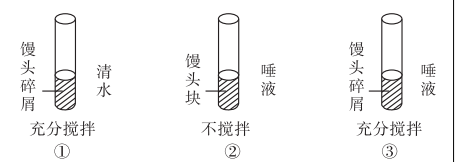 馒头碎屑 清水
充分搅拌
①
馒头块 唾液
不搅拌
②
馒头碎屑 唾液
充分搅拌
③